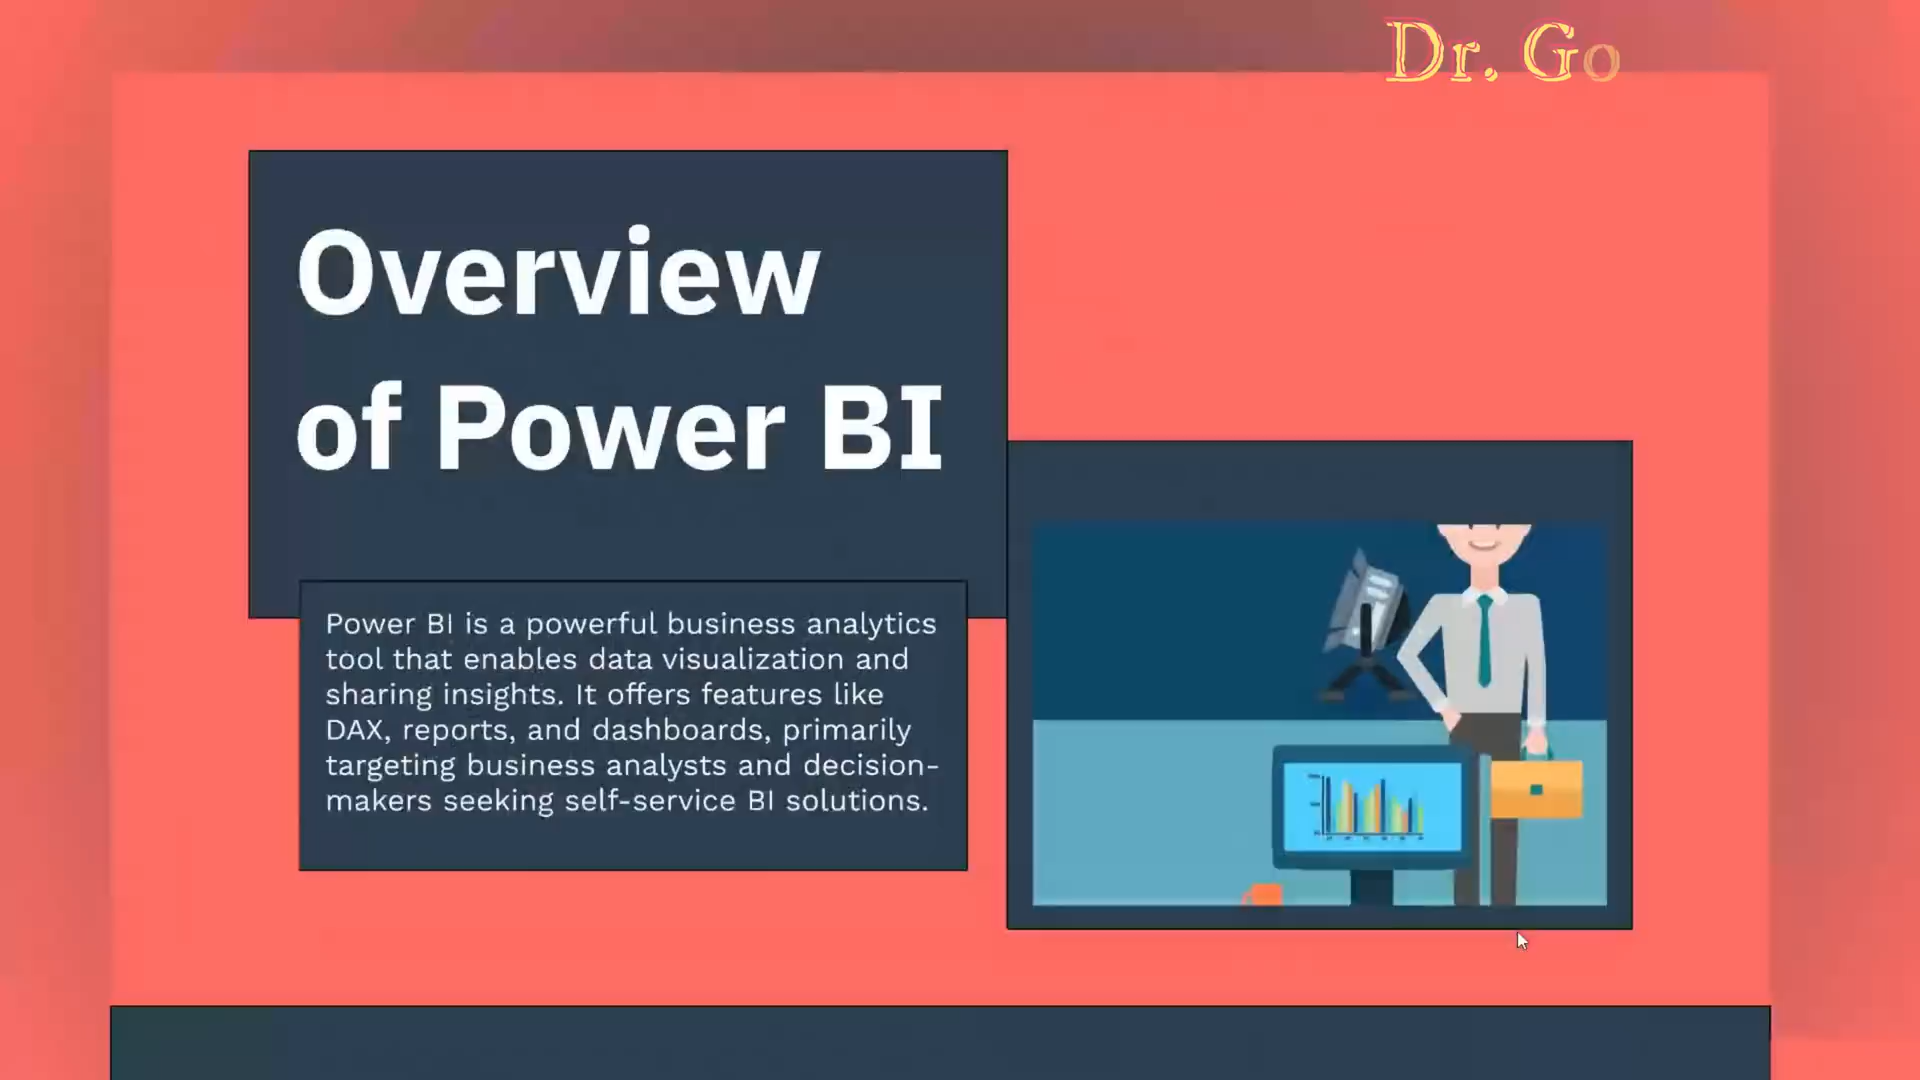 Dr. Go
Overview
of Power BI
Power BI is a powerful business analytics
tool that enables data visualization and
sharing insights. It offers features like
DAX, reports, and dashboards, primarily
targeting business analysts and decision-
makers seeking self-service BI solutions.